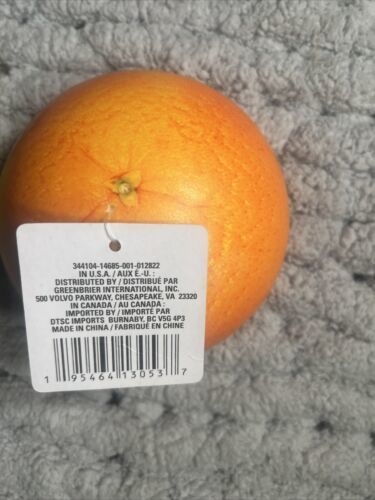 344104-14685-001-012822
IN U.S.A. / AUX É.-U. :
DISTRIBUTED BY / DISTRIBUÉ PAR
GREENBRIER INTERNATIONAL, INC.
500 VOLVO PARKWAY, CHESAPEAKE, VA 23320
IN CANADA / AU CANADA :
IMPORTED BY / IMPORTÉ PAR
DTSC IMPORTS BURNABY, BC V5G 4P3
MADE IN CHINA / FABRIQUÉ EN CHINE
1 95464 13053 7